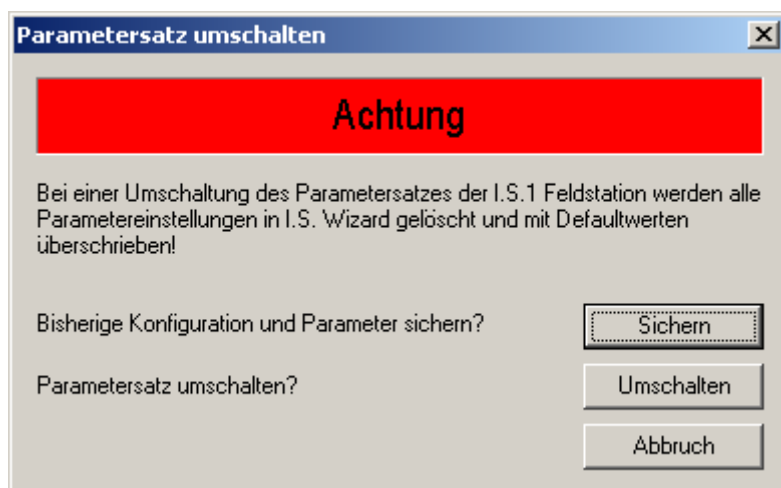 Parametersatz umschalten
Achtung
Bei einer Umschaltung des Parametersatzes der I.S.1 Feldstation werden alle
Parametereinstellungen in I.S. Wizard gelöscht und mit Defaultwerten
überschrieben!
Bisherige Konfiguration und Parameter sichern?
Sichern
Parametersatz umschalten?
Umschalten
Abbruch